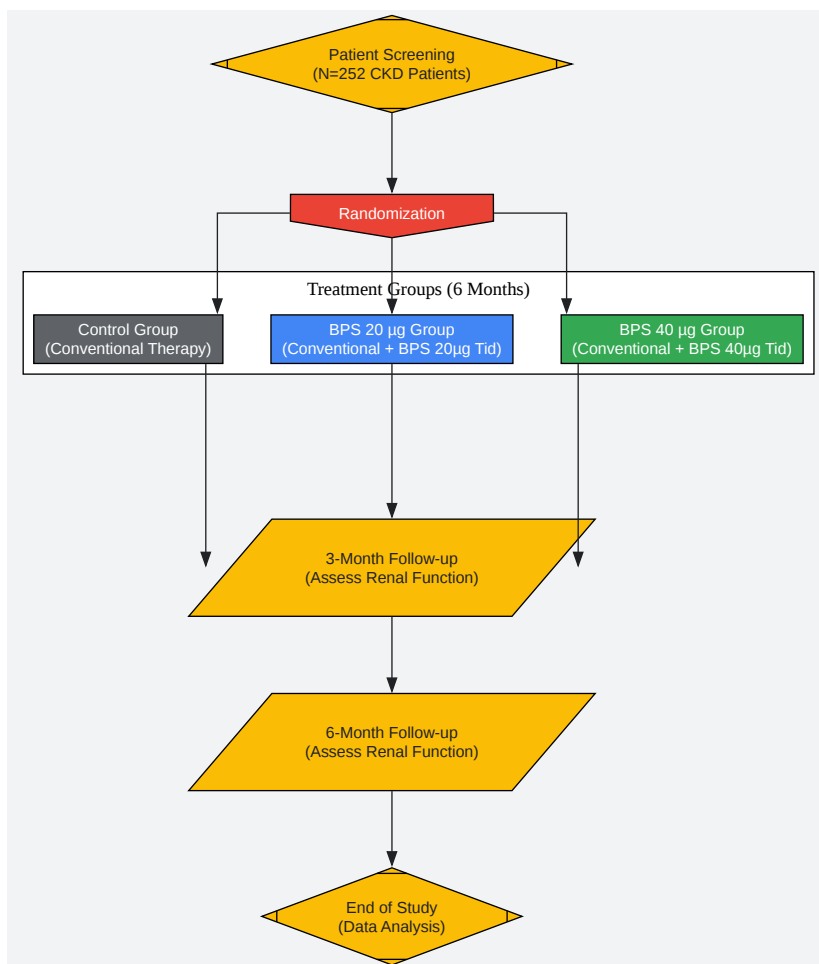 Patient Screening
(N=252 CKD Patients)
Randomization
Treatment Groups (6 Months)
Control Group
(Conventional Therapy)
BPS 20 µg Group
(Conventional + BPS 20µg Tid)
BPS 40 µg Group
(Conventional + BPS 40µg Tid)
3-Month Follow-up
(Assess Renal Function)
6-Month Follow-up
(Assess Renal Function)
End of Study
(Data Analysis)